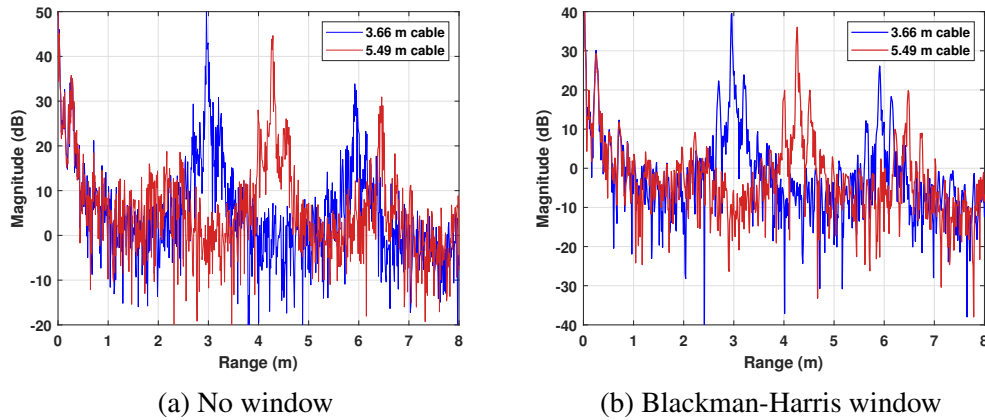 50
40
30
20
10
0
-10
-20
0 1 2 3 4 5 6 7 8
Magnitude (dB)
Range (m)
3.66 m cable
5.49 m cable
(a) No window
40
30
20
10
0
-10
-20
-30
-40
0 1 2 3 4 5 6 7 8
Magnitude (dB)
Range (m)
3.66 m cable
5.49 m cable
(b) Blackman-Harris window